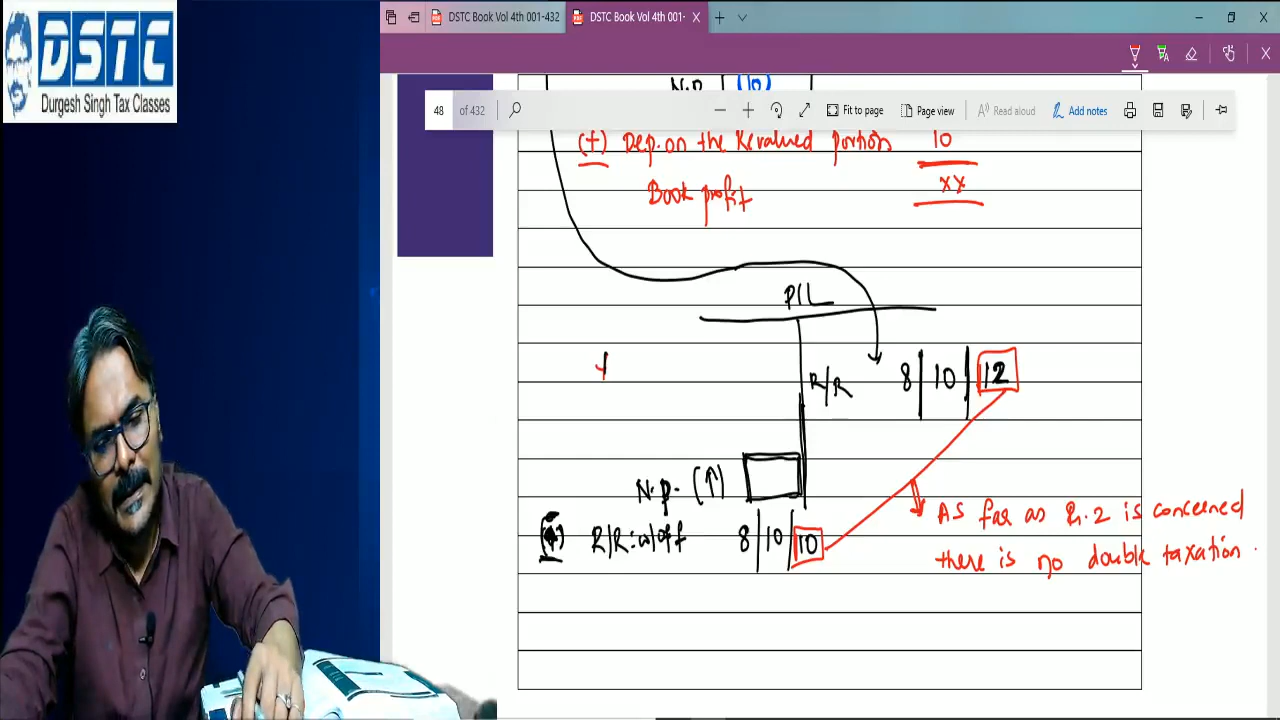 DSTC
Durgesh Singh Tax Classes
DSTC Book Vol 4th 001-432
DSTC Book Vol 4th 001-
48 of 432
Fit to page
Page view
Read aloud
Add notes
N.P (10)
(+) Dep. on the Revalued portion 10
Book profit xx
P/L
R/R 8 | 10 | 12
N.p. (↑)
R/R: w/off 8 | 10 | 10
As far as R.2 is concerned
there is no double taxation.